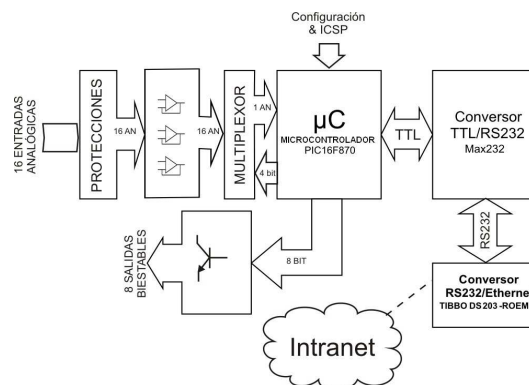 Configuración
& ICSP
16 ENTRADAS
ANALÓGICAS
PROTECCIONES
16 AN
16 AN
MULTIPLEXOR
1 AN
4 bit
µC
MICROCONTROLADOR
PIC16F870
TTL
Conversor
TTL/RS232
Max232
RS232
8 SALIDAS
BIESTABLES
8 BIT
Conversor
RS232/Ethernet
TIBBO DS203-ROEM
Intranet